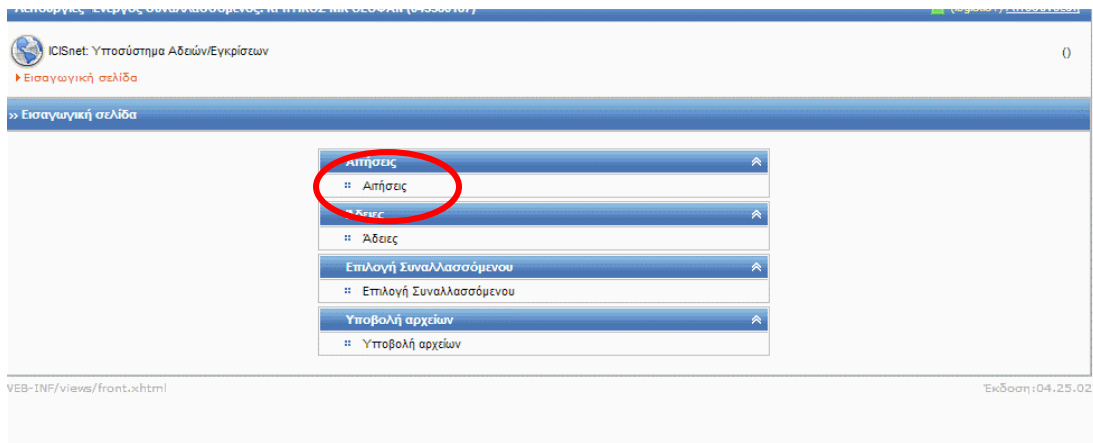 ICISnet: Υποσύστημα Αδειών/Εγκρίσεων
()
Εισαγωγική σελίδα
» Εισαγωγική σελίδα
Αιτήσεις
Αιτήσεις
Άδειες
Άδειες
Επιλογή Συναλλασσόμενου
Επιλογή Συναλλασσόμενου
Υποβολή αρχείων
Υποβολή αρχείων
VEB-INF/views/front.xhtml
Έκδοση:04.25.02